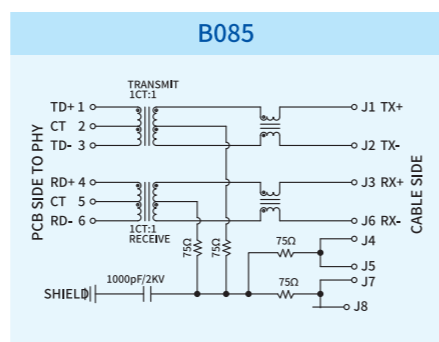 B085
TRANSMIT
1CT:1
TD+ 1
J1 TX+
CT 2
TD- 3
J2 TX-
PCB SIDE TO PHY
CABLE SIDE
RD+ 4
J3 RX+
CT 5
RD- 6
J6 RX-
1CT:1
RECEIVE
75Ω
75Ω
75Ω
J4
J5
1000pF/2KV
75Ω
J7
SHIELD
J8